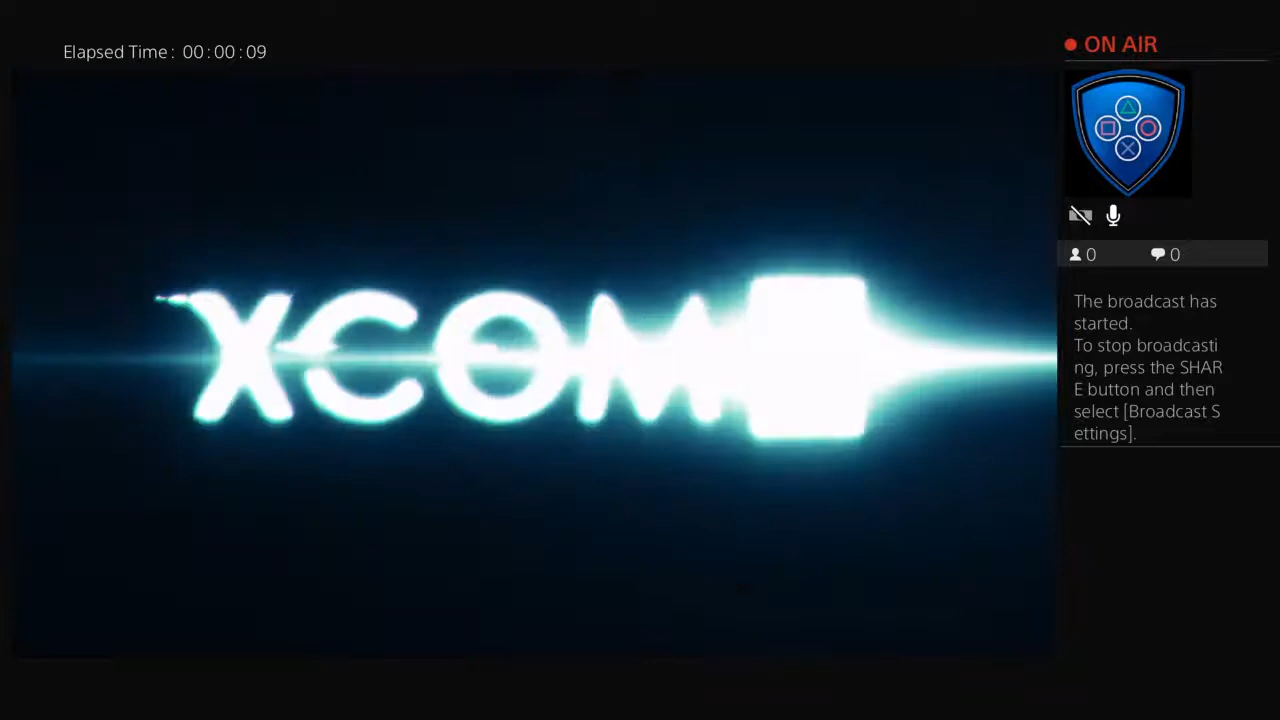 Elapsed Time: 00:00:09
ON AIR
XCOM
0
0
The broadcast has
started.
To stop broadcasti
ng, press the SHAR
E button and then
select [Broadcast S
ettings].